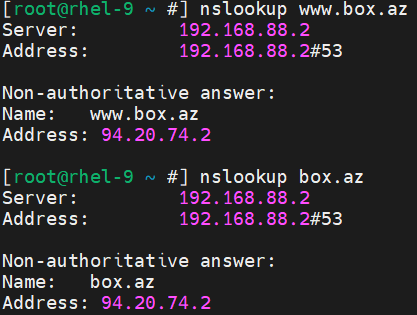 [root@rhel-9 ~ #] nslookup www.box.az
Server:         192.168.88.2
Address:        192.168.88.2#53

Non-authoritative answer:
Name:   www.box.az
Address: 94.20.74.2

[root@rhel-9 ~ #] nslookup box.az
Server:         192.168.88.2
Address:        192.168.88.2#53

Non-authoritative answer:
Name:   box.az
Address: 94.20.74.2